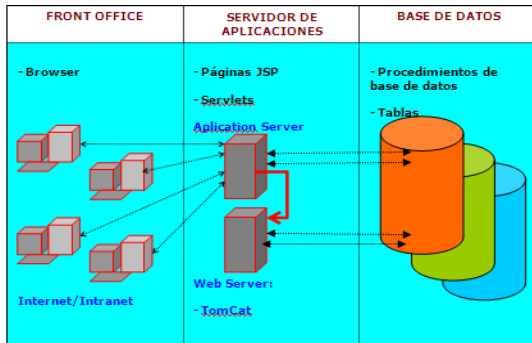 FRONT OFFICE
SERVIDOR DE
APLICACIONES
BASE DE DATOS
- Browser
Internet/Intranet
- Páginas JSP
- Servlets
Aplication Server
Web Server:
- TomCat
- Procedimientos de
base de datos
- Tablas